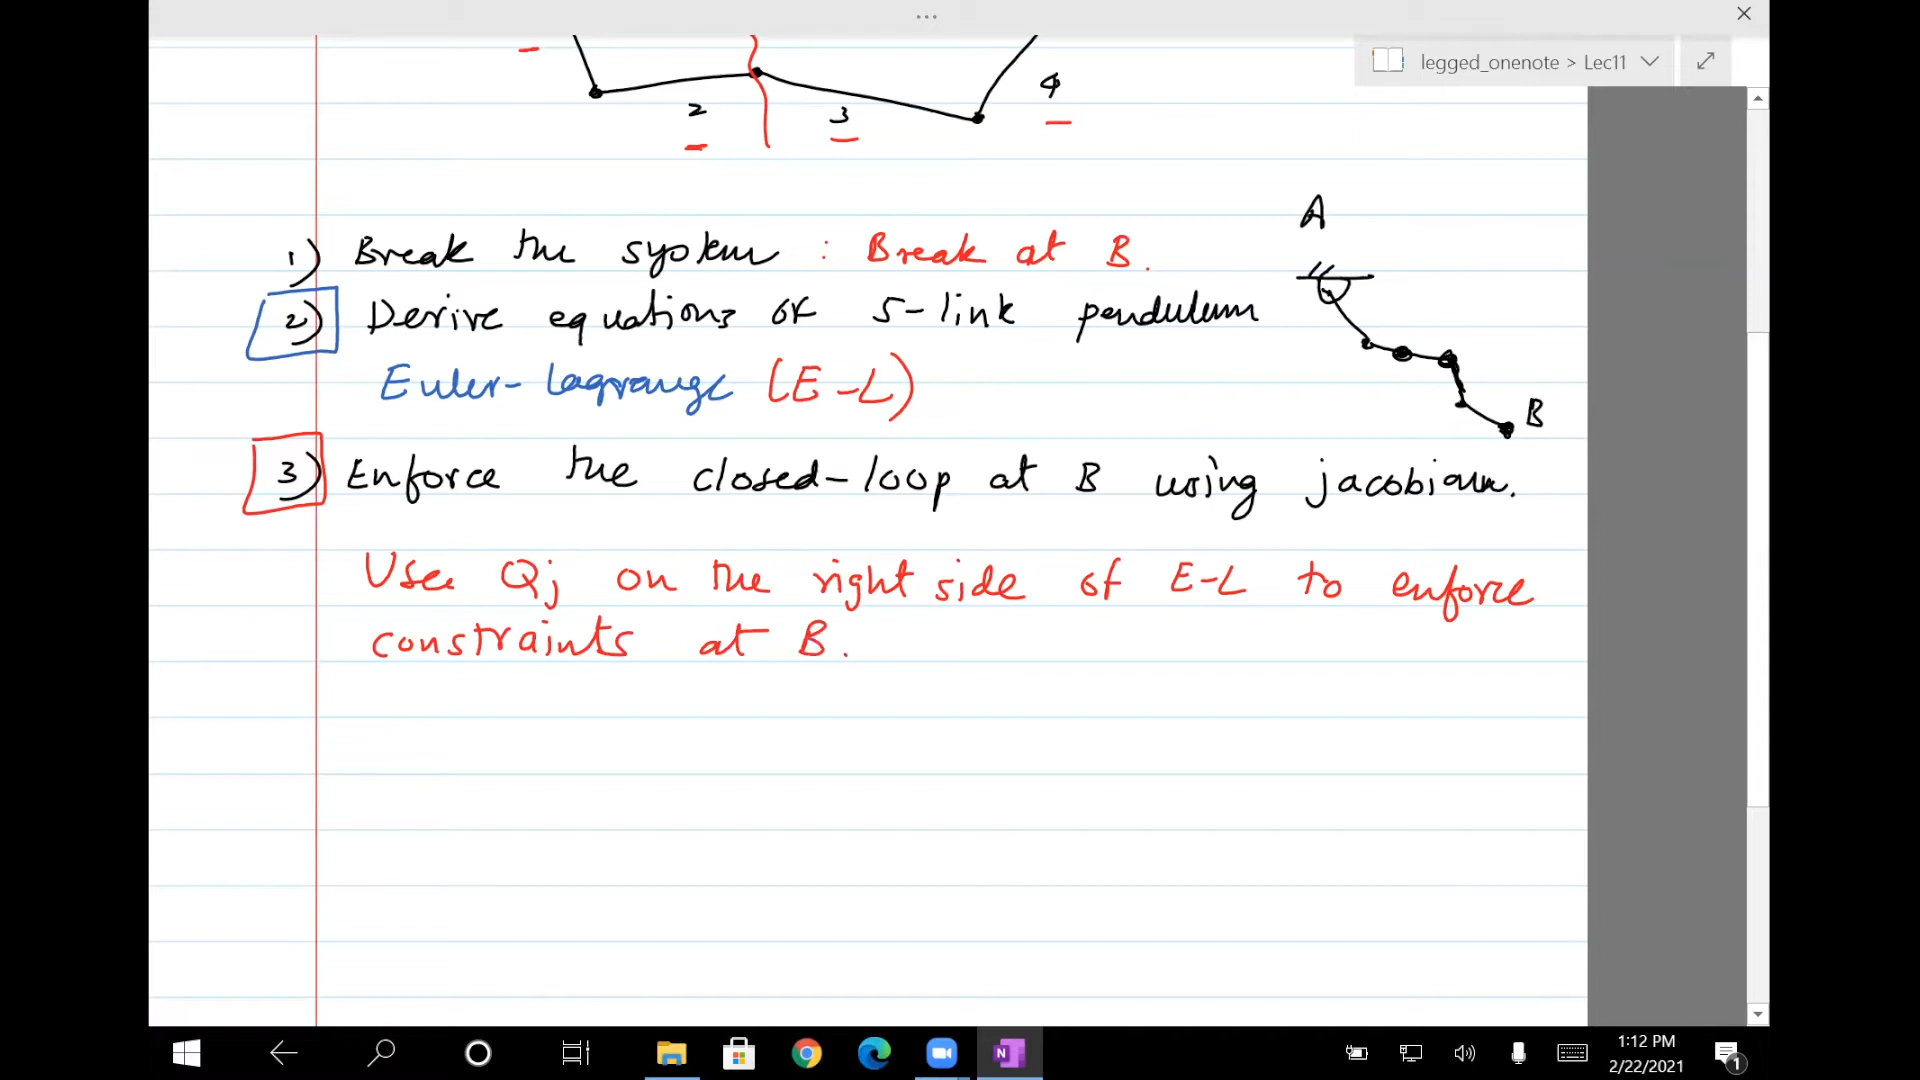 legged_onenote > Lec11
4
2
3
A
1) Break the system : Break at B.
2) Derive equations of 5-link pendulum
Euler-Lagrange (E-L)
B
3) Enforce the closed-loop at B using jacobian.
Use Qj on the right side of E-L to enforce
constraints at B.
1:12 PM
2/22/2021
1